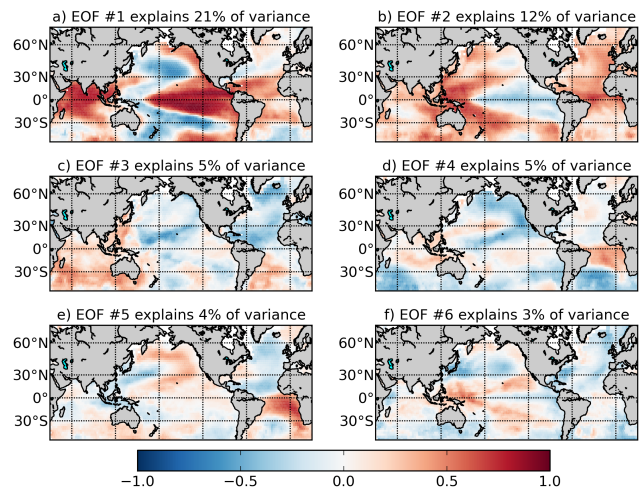 a) EOF #1 explains 21% of variance
b) EOF #2 explains 12% of variance
60°N
30°N
0°
30°S
60°N
30°N
0°
30°S
c) EOF #3 explains 5% of variance
d) EOF #4 explains 5% of variance
60°N
30°N
0°
30°S
60°N
30°N
0°
30°S
e) EOF #5 explains 4% of variance
f) EOF #6 explains 3% of variance
60°N
30°N
0°
30°S
60°N
30°N
0°
30°S
−1.0 −0.5 0.0 0.5 1.0